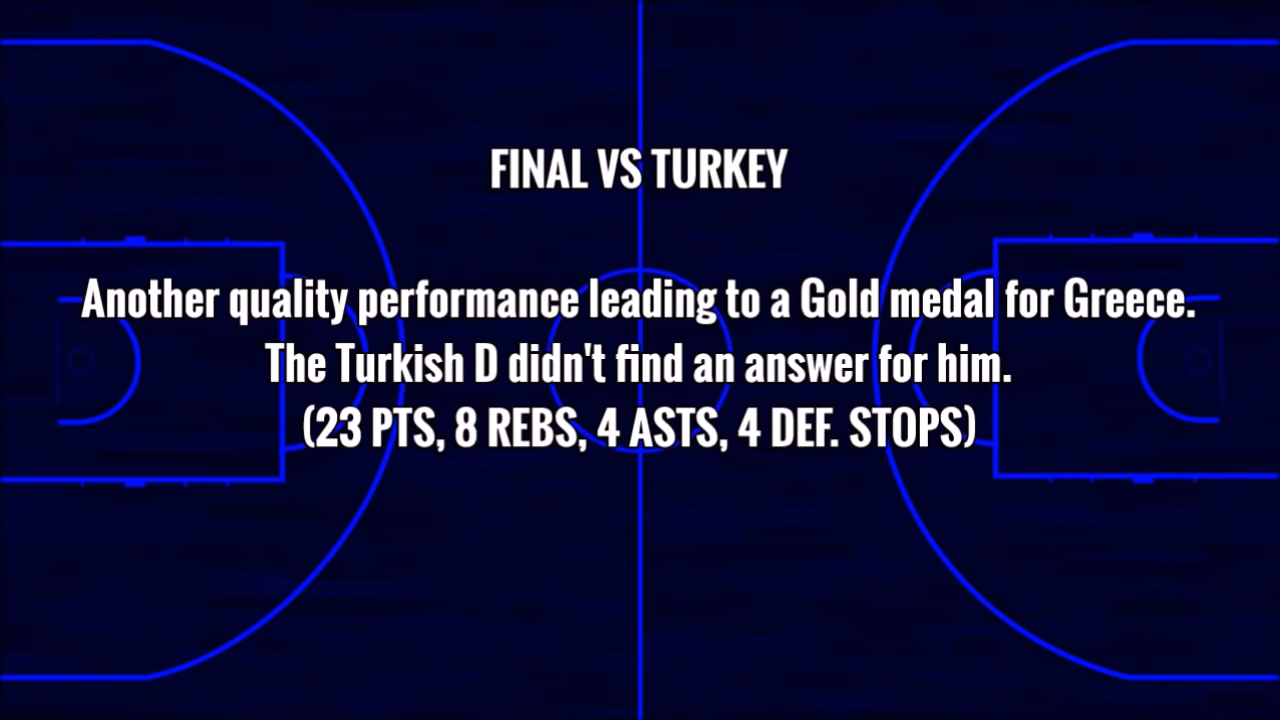 FINAL VS TURKEY
Another quality performance leading to a Gold medal for Greece.
The Turkish D didn't find an answer for him.
(23 PTS, 8 REBS, 4 ASTS, 4 DEF. STOPS)